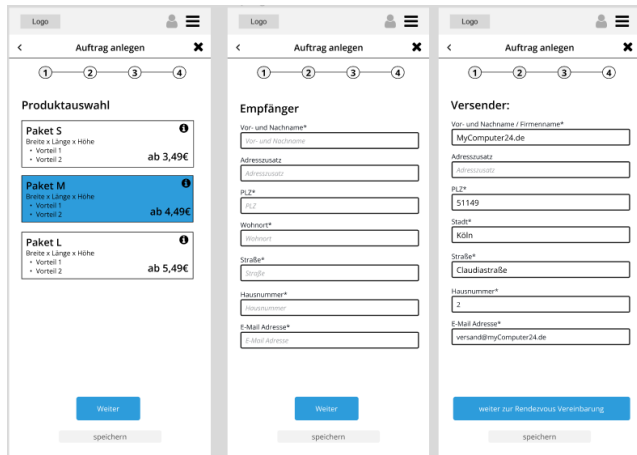 Logo
Auftrag anlegen
1 2 3 4
Produktauswahl
Paket S
Breite x Länge x Höhe
• Vorteil 1
• Vorteil 2
ab 3,49€
Paket M
Breite x Länge x Höhe
• Vorteil 1
• Vorteil 2
ab 4,49€
Paket L
Breite x Länge x Höhe
• Vorteil 1
• Vorteil 2
ab 5,49€
Weiter
speichern
Logo
Auftrag anlegen
1 2 3 4
Empfänger
Vor- und Nachname*
Vor- und Nachname
Adresszusatz
Adresszusatz
PLZ*
PLZ
Wohnort*
Wohnort
Straße*
Straße
Hausnummer*
Hausnummer
E-Mail Adresse*
E-Mail Adresse
Weiter
speichern
Logo
Auftrag anlegen
1 2 3 4
Versender:
Vor- und Nachname / Firmenname*
MyComputer24.de
Adresszusatz
Adresszusatz
PLZ*
51149
Stadt*
Köln
Straße*
Claudiastraße
Hausnummer*
2
E-Mail Adresse*
versand@myComputer24.de
weiter zur Rendezvous Vereinbarung
speichern